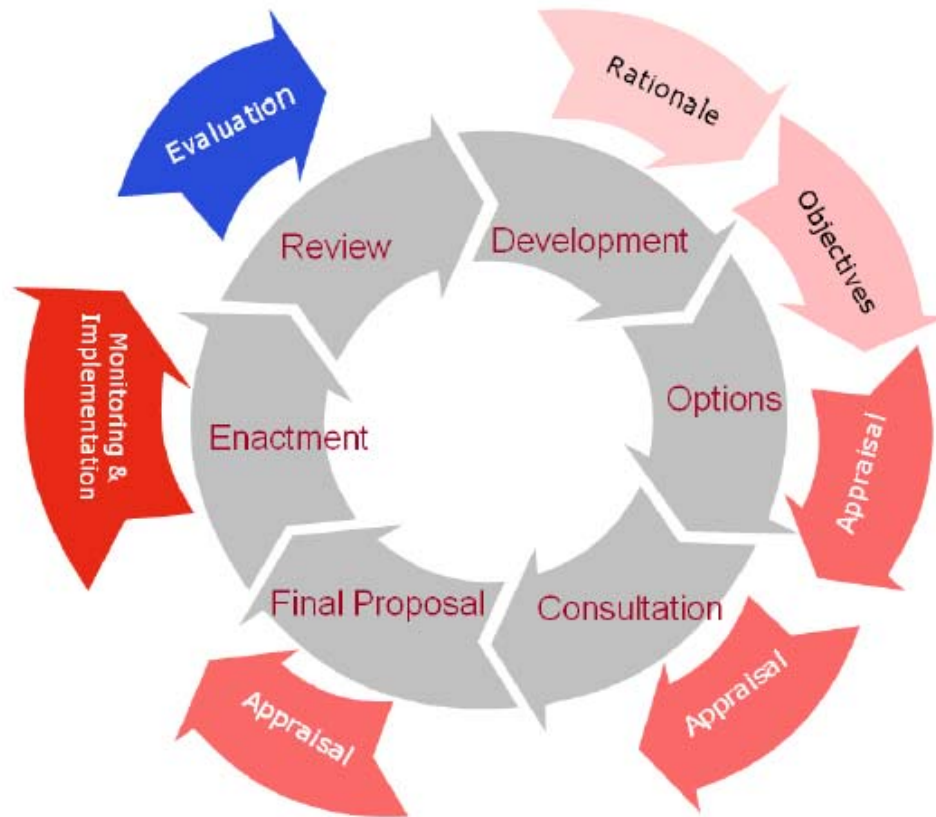 Evaluation
Rationale
Objectives
Review
Development
Monitoring &
Implementation
Enactment
Options
Appraisal
Final Proposal
Consultation
Appraisal
Appraisal